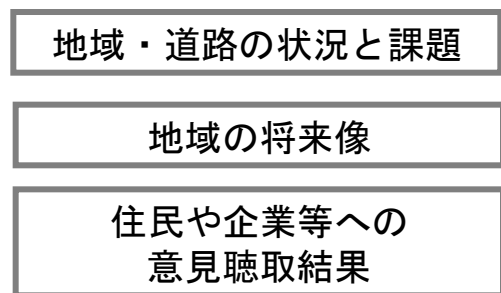 地域・道路の状況と課題
地域の将来像
住民や企業等への
意見聴取結果